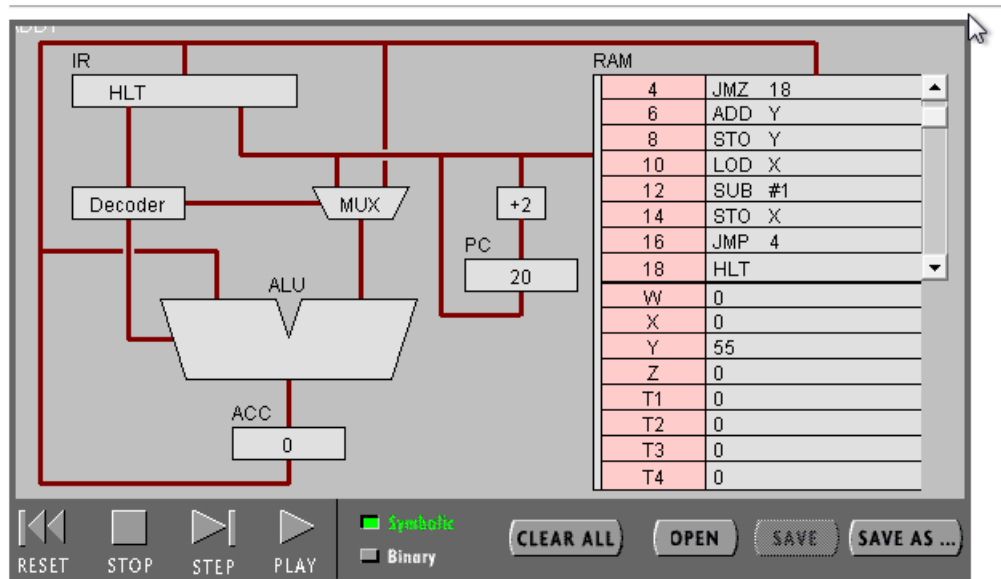 IR
HLT
Decoder
MUX
+2
PC
20
ALU
ACC
0
RAM
4 JMZ 18
6 ADD Y
8 STO Y
10 LOD X
12 SUB #1
14 STO X
16 JMP 4
18 HLT
W 0
X 0
Y 55
Z 0
T1 0
T2 0
T3 0
T4 0
RESET STOP STEP PLAY
Symbolic
Binary
CLEAR ALL OPEN SAVE SAVE AS ...